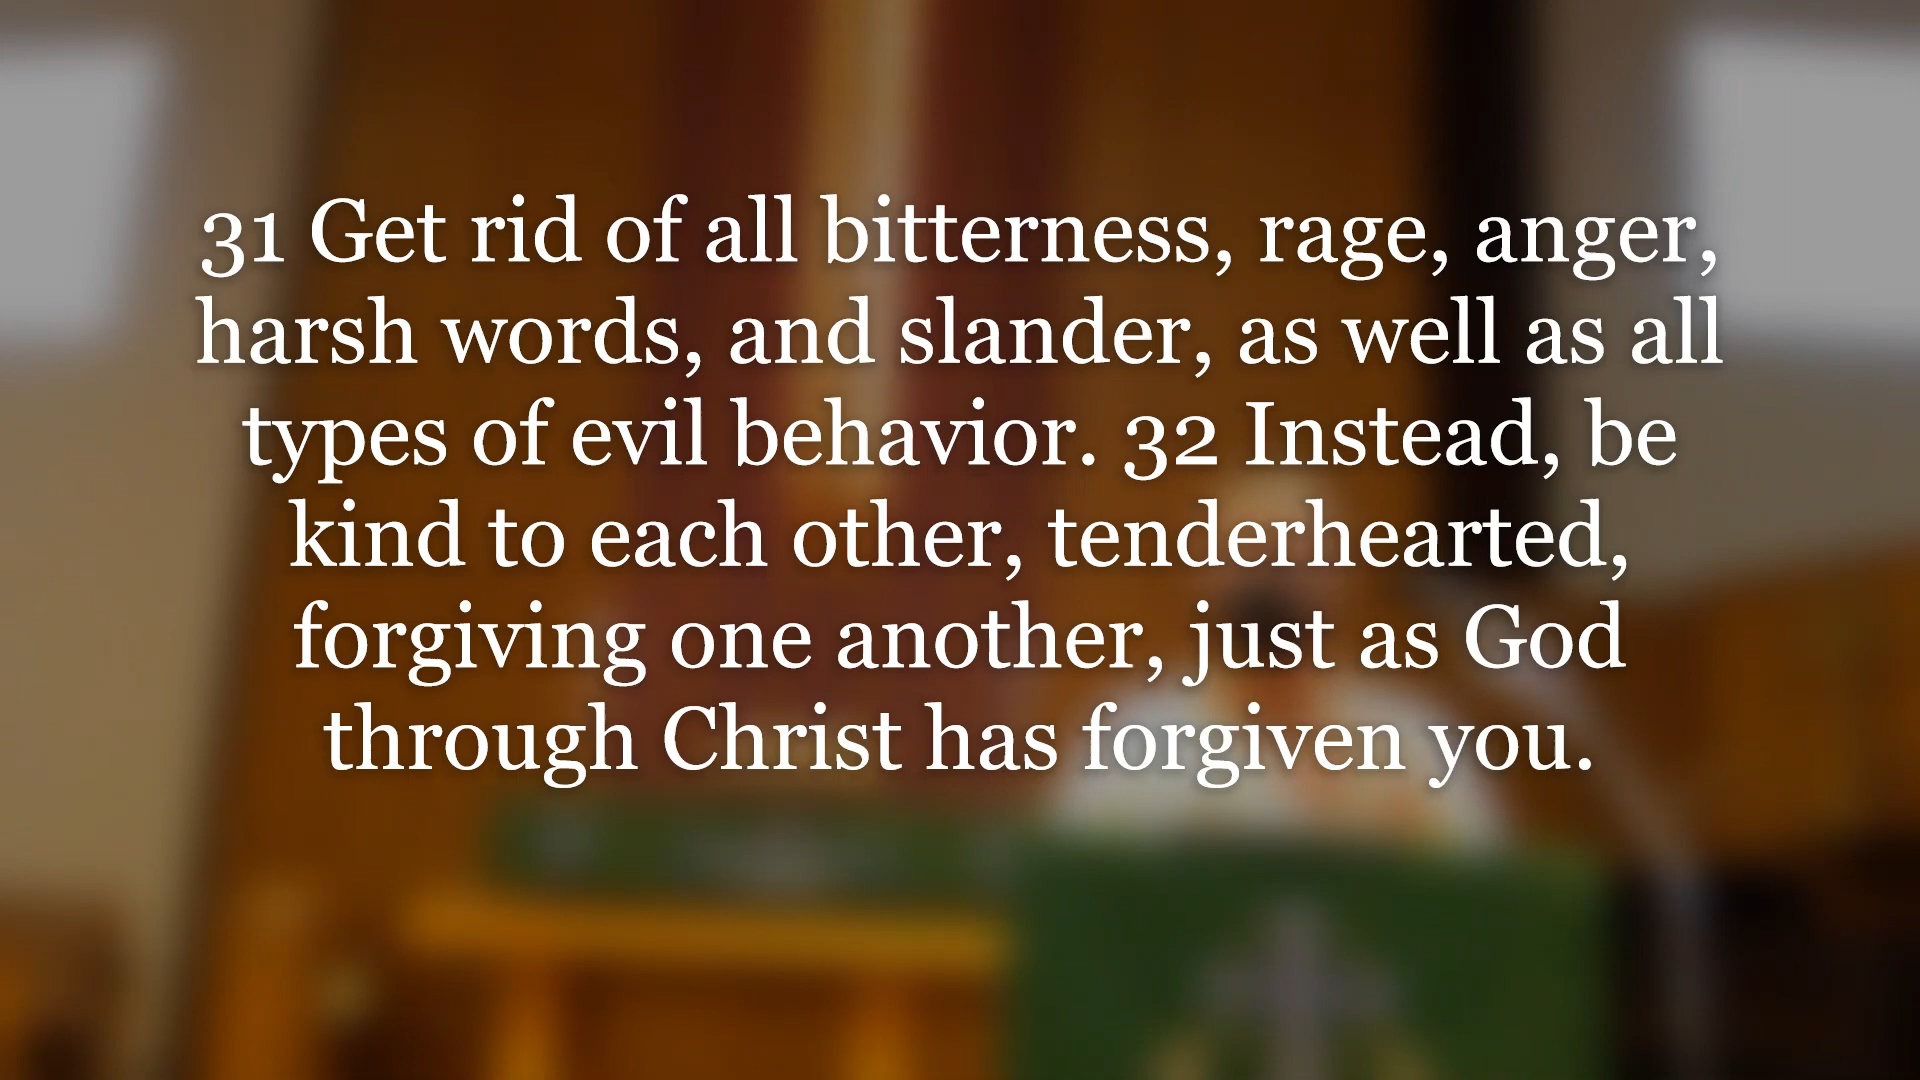 31 Get rid of all bitterness, rage, anger,
harsh words, and slander, as well as all
types of evil behavior. 32 Instead, be
kind to each other, tenderhearted,
forgiving one another, just as God
through Christ has forgiven you.